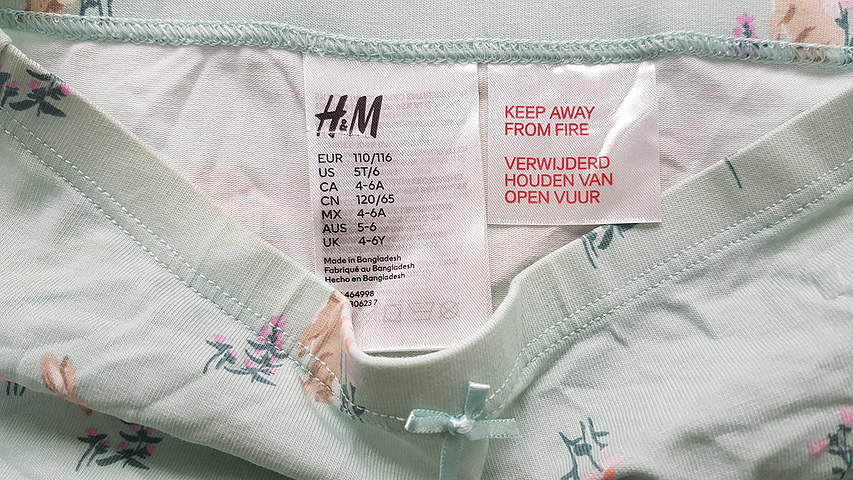 H&M
EUR 110/116
US 5T/6
CA 4-6A
CN 120/65
MX 4-6A
AUS 5-6
UK 4-6Y
Made in Bangladesh
Fabriqué au Bangladesh
Hecho en Bangladesh
464998
KEEP AWAY
FROM FIRE
VERWIJDERD
HOUDEN VAN
OPEN VUUR